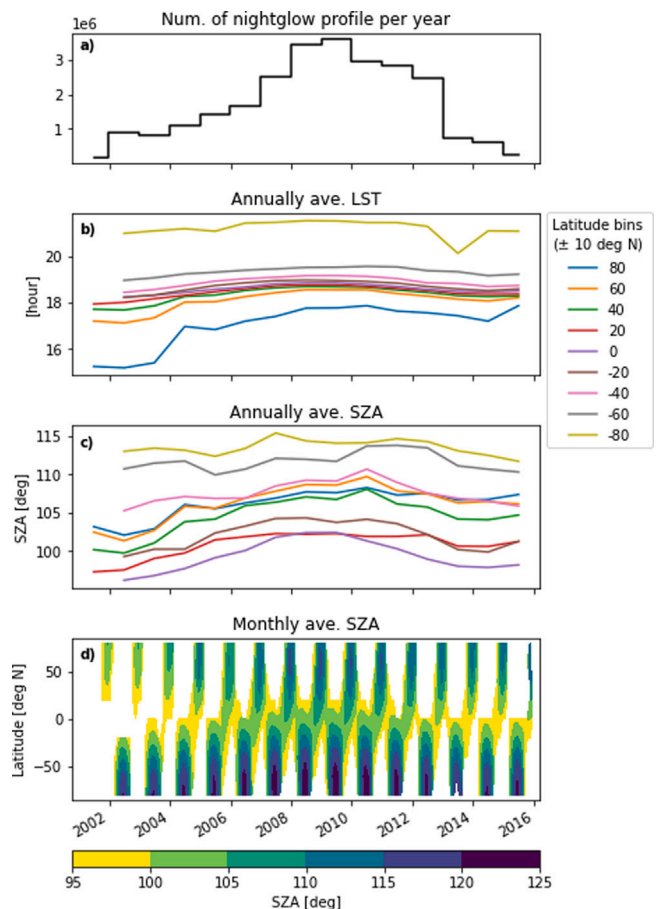 Num. of nightglow profile per year
1e6
a)
3
2
1
Annually ave. LST
b)
20
18
16
[hour]
Latitude bins
(± 10 deg N)
80
60
40
20
0
-20
-40
-60
-80
Annually ave. SZA
c)
115
110
105
100
SZA [deg]
Monthly ave. SZA
d)
50
0
−50
Latitude [deg N]
2002
2004
2006
2008
2010
2012
2014
2016
95
100
105
110
115
120
125
SZA [deg]